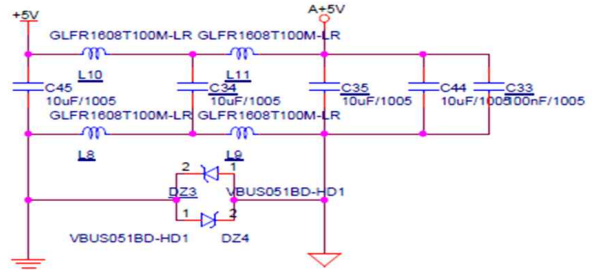 +5V
A+5V
GLFR1608T100M-LR GLFR1608T100M-LR
L10
L11
C45
C34
C35
C44
C33
10uF/1005
10uF/1005
10uF/1005
10uF/1005
100nF/1005
GLFR1608T100M-LR GLFR1608T100M-LR
L8
L9
2
1
DZ3
VBUS051BD-HD1
1
2
VBUS051BD-HD1
DZ4